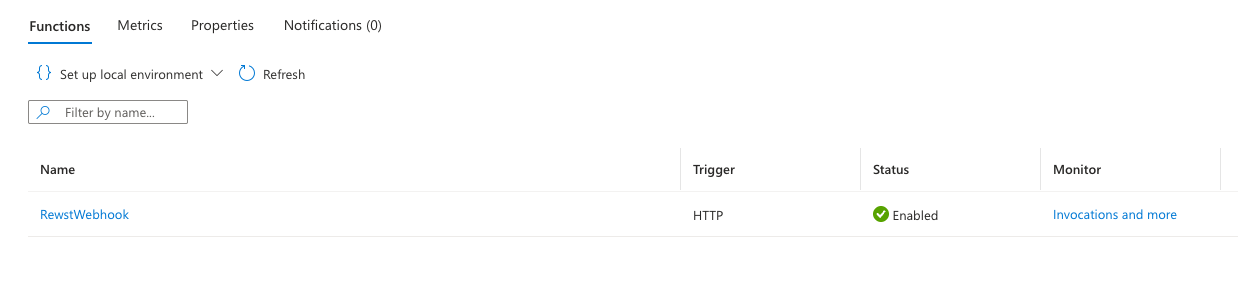 Functions Metrics Properties Notifications (0)
{} Set up local environment Refresh
Filter by name...
Name Trigger Status Monitor
RewstWebhook HTTP Enabled Invocations and more